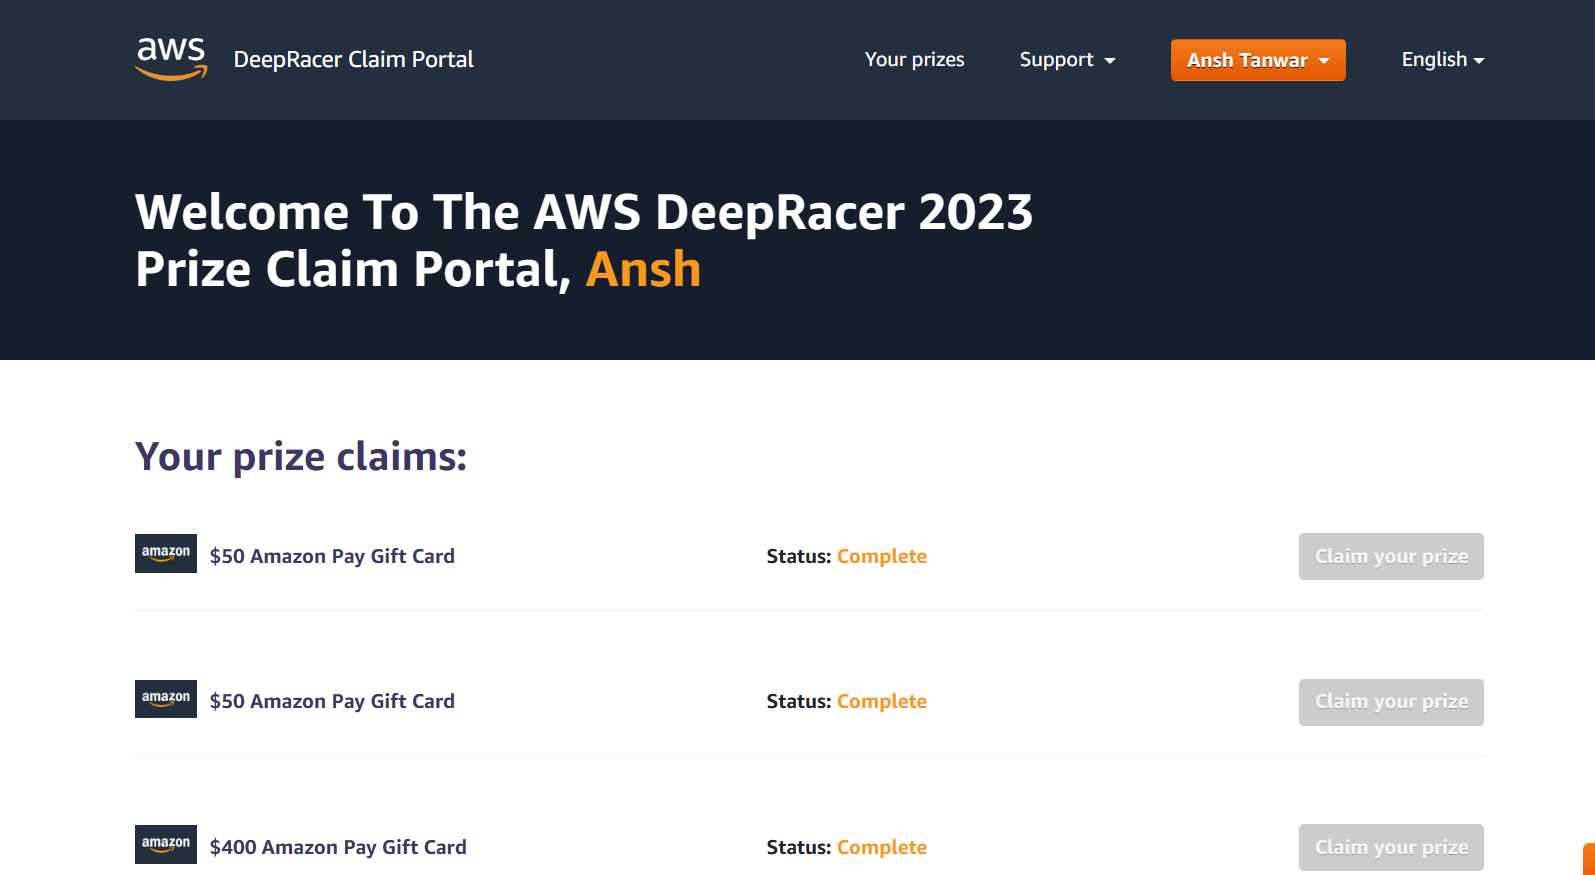 aws DeepRacer Claim Portal Your prizes Support Ansh Tanwar English
Welcome To The AWS DeepRacer 2023
Prize Claim Portal, Ansh
Your prize claims:
amazon $50 Amazon Pay Gift Card Status: Complete Claim your prize
amazon $50 Amazon Pay Gift Card Status: Complete Claim your prize
amazon $400 Amazon Pay Gift Card Status: Complete Claim your prize